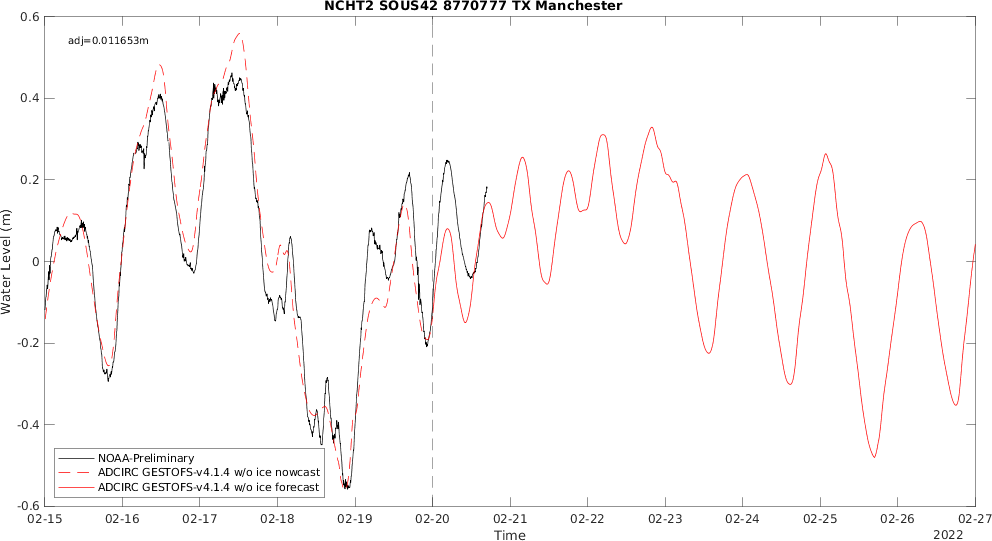 NCHT2 SOUS42 8770777 TX Manchester
adj=0.011653m
0.6
0.4
0.2
0
-0.2
-0.4
-0.6
Water Level (m)
NOAA-Preliminary
ADCIRC GESTOFS-v4.1.4 w/o ice nowcast
ADCIRC GESTOFS-v4.1.4 w/o ice forecast
02-15 02-16 02-17 02-18 02-19 02-20 02-21 02-22 02-23 02-24 02-25 02-26 02-27
Time
2022